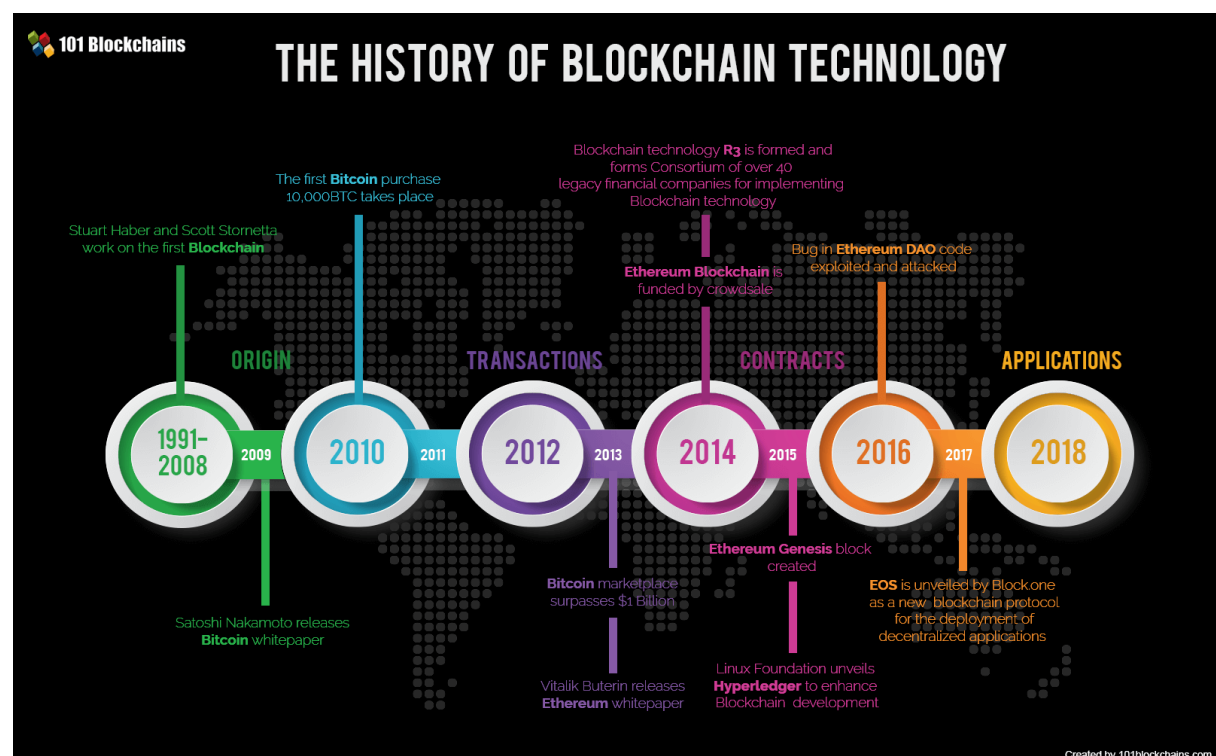 101 Blockchains
THE HISTORY OF BLOCKCHAIN TECHNOLOGY
Stuart Haber and Scott Stornetta
work on the first Blockchain
The first Bitcoin purchase
10,000BTC takes place
Blockchain technology R3 is formed and
forms Consortium of over 40
legacy financial companies for implementing
Blockchain technology
Ethereum Blockchain is
funded by crowdsale
Bug in Ethereum DAO code
exploited and attacked
ORIGIN
TRANSACTIONS
CONTRACTS
APPLICATIONS
1991-
2008
2009
2010
2011
2012
2013
2014
2015
2016
2017
2018
Satoshi Nakamoto releases
Bitcoin whitepaper
Bitcoin marketplace
surpasses $1 Billion
Vitalik Buterin releases
Ethereum whitepaper
Ethereum Genesis block
created
Linux Foundation unveils
Hyperledger to enhance
Blockchain development
EOS is unveiled by Block.one
as a new blockchain protocol
for the deployment of
decentralized applications
Created by 101blockchains.com